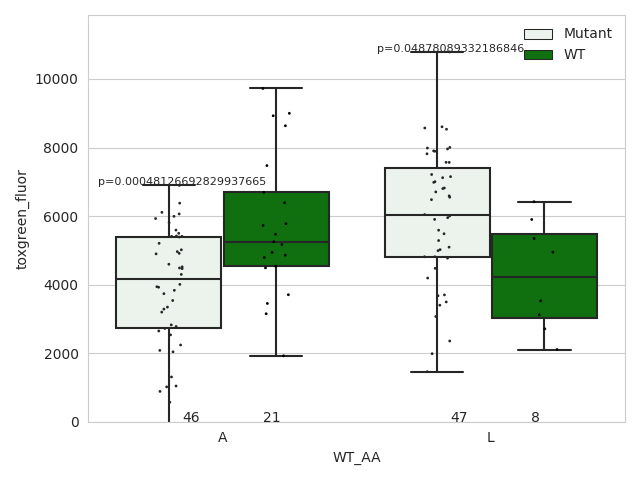 Mutant
WT
p=0.04878089332186846
p=0.00048126692829937665
toxgreen_fluor
10000
8000
6000
4000
2000
0
46
21
47
8
A
L
WT_AA